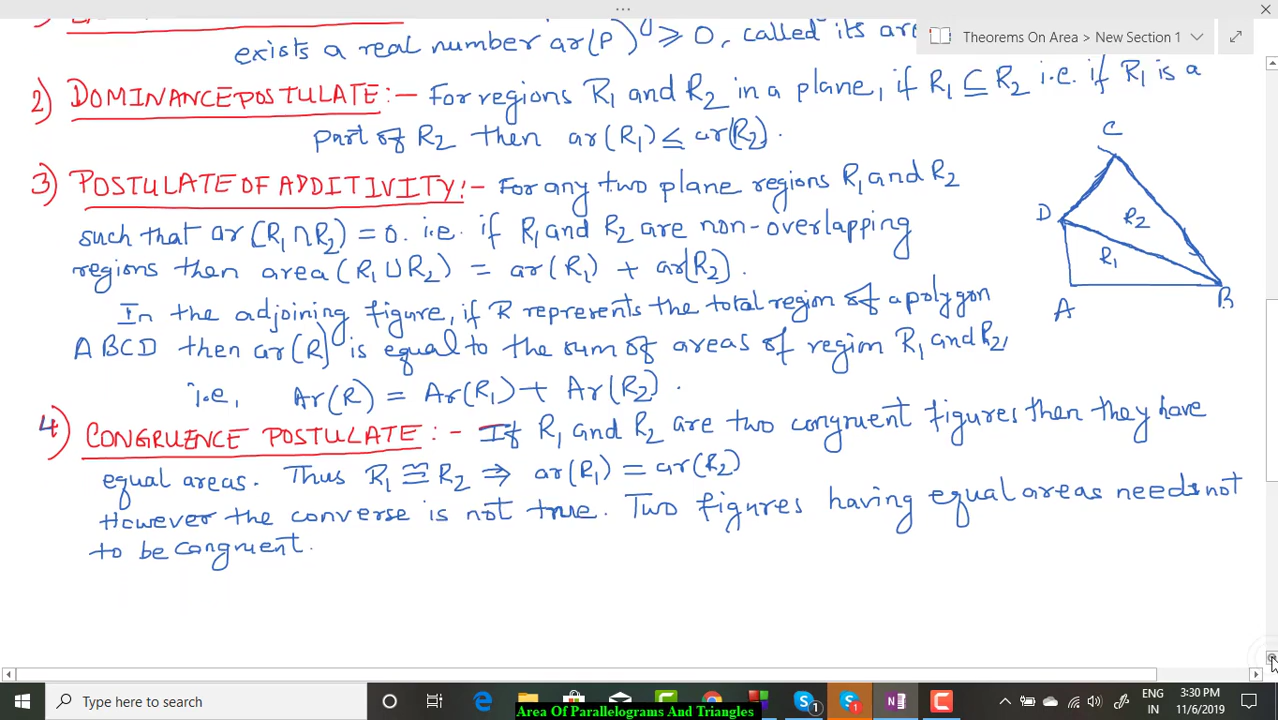 exists a real number ar(P) ⩾ 0, called its are
Theorems On Area > New Section 1
2) DOMINANCE POSTULATE :- For regions R₁ and R₂ in a plane, if R₁ ⊆ R₂ i.e. if R₁ is a
part of R₂ then ar(R₁) ≤ ar(R₂).
3) POSTULATE OF ADDITIVITY :- For any two plane regions R₁ and R₂
such that ar(R₁∩R₂) = 0. i.e. if R₁ and R₂ are non-overlapping
regions then area (R₁∪R₂) = ar(R₁) + ar(R₂).
In the adjoining figure, if R represents the total region of a polygon
ABCD then ar(R) is equal to the sum of areas of region R₁ and R₂,
i.e, Ar(R) = Ar(R₁) + Ar(R₂).
C
D
R₂
R₁
A
B
4) CONGRUENCE POSTULATE :- If R₁ and R₂ are two congruent figures then they have
equal areas. Thus R₁ ≅ R₂ ⇒ ar(R₁) = ar(R₂)
However the converse is not true. Two figures having equal areas needs not
to be congruent.
Type here to search
ENG
IN
3:30 PM
11/6/2019
Area Of Parallelograms And Triangles